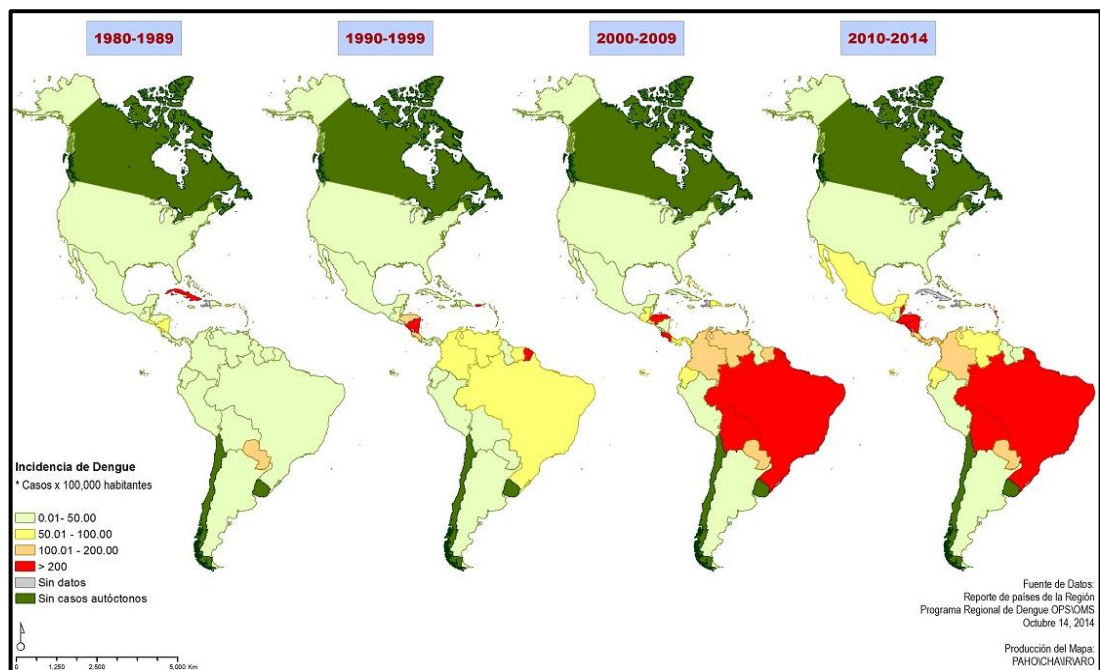 1980-1989
1990-1999
2000-2009
2010-2014
Incidencia de Dengue
* Casos x 100,000 habitantes
0.01- 50.00
50.01 - 100.00
100.01 - 200.00
> 200
Sin datos
Sin casos autóctonos
0 1,250 2,500 5,000 Km
Fuente de Datos:
Reporte de países de la Región
Programa Regional de Dengue OPS\OMS
Octubre 14, 2014
Producción del Mapa:
PAHO\CHA\IR\ARO